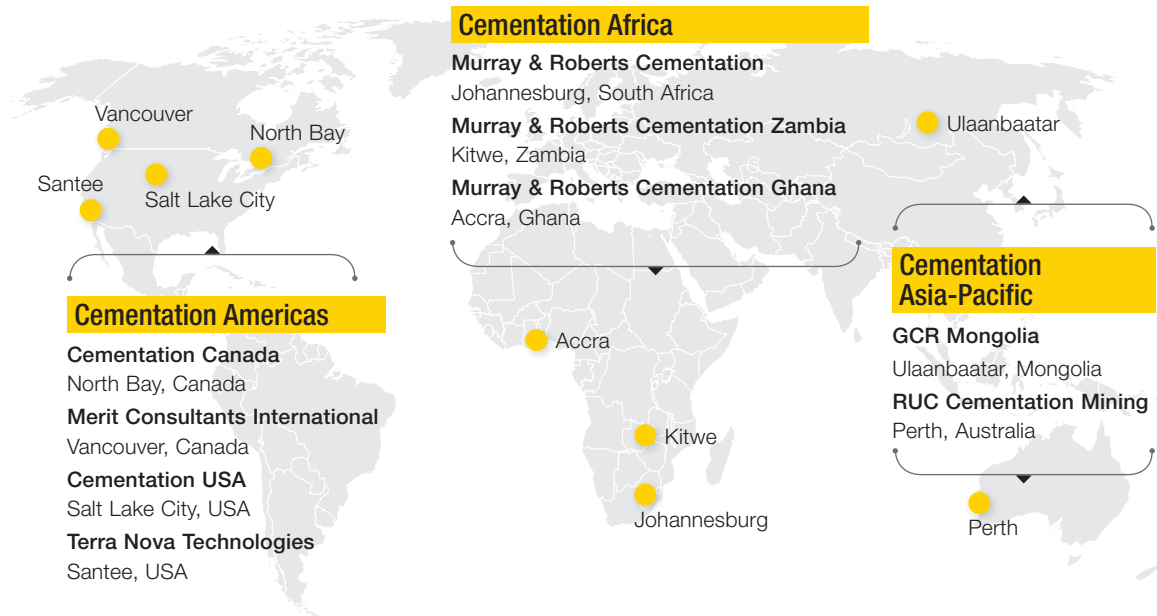 Cementation Africa
Murray & Roberts Cementation
Johannesburg, South Africa
Murray & Roberts Cementation Zambia
Kitwe, Zambia
Murray & Roberts Cementation Ghana
Accra, Ghana
Vancouver
North Bay
Santee
Salt Lake City
Ulaanbaatar
Cementation Americas
Cementation Canada
North Bay, Canada
Merit Consultants International
Vancouver, Canada
Cementation USA
Salt Lake City, USA
Terra Nova Technologies
Santee, USA
Accra
Kitwe
Johannesburg
Cementation
Asia-Pacific
GCR Mongolia
Ulaanbaatar, Mongolia
RUC Cementation Mining
Perth, Australia
Perth